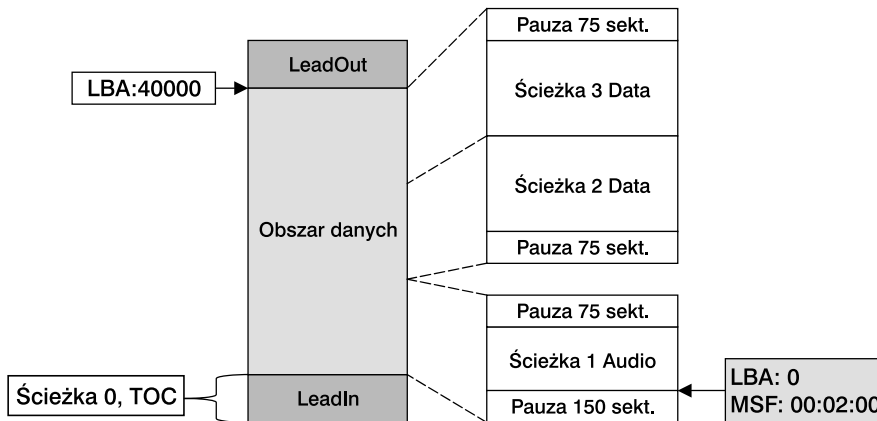 Pauza 75 sekt.
LeadOut
LBA:40000
Ścieżka 3 Data
Ścieżka 2 Data
Obszar danych
Pauza 75 sekt.
Pauza 75 sekt.
Ścieżka 1 Audio
LBA: 0
MSF: 00:02:00
Ścieżka 0, TOC
LeadIn
Pauza 150 sekt.